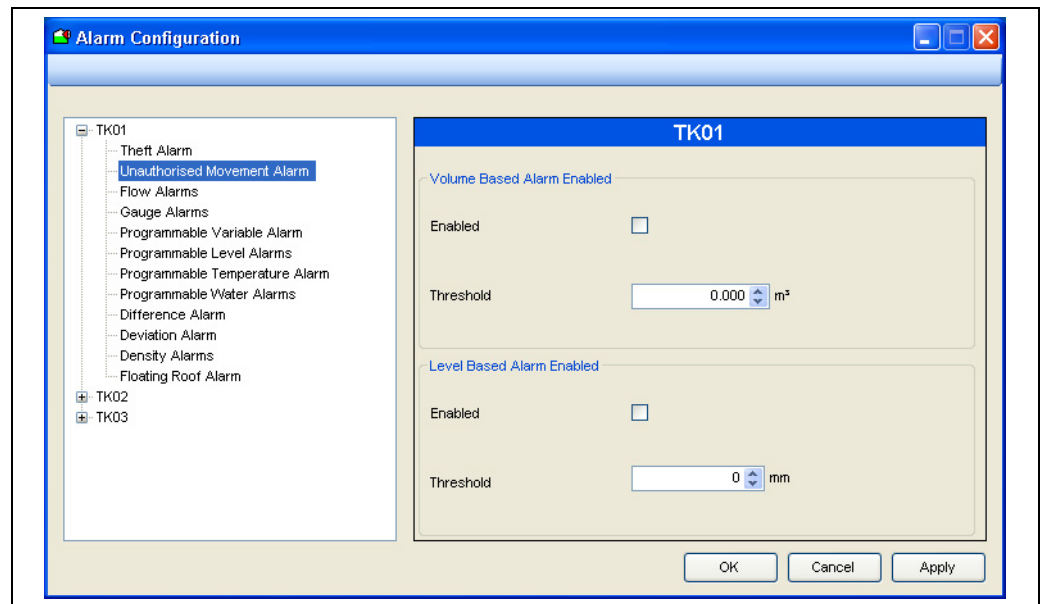 Alarm Configuration
TK01
Theft Alarm
Unauthorised Movement Alarm
Flow Alarms
Gauge Alarms
Programmable Variable Alarm
Programmable Level Alarms
Programmable Temperature Alarm
Programmable Water Alarms
Difference Alarm
Deviation Alarm
Density Alarms
Floating Roof Alarm
TK02
TK03
TK01
Volume Based Alarm Enabled
Enabled
Threshold 0.000 m³
Level Based Alarm Enabled
Enabled
Threshold 0 mm
OK Cancel Apply